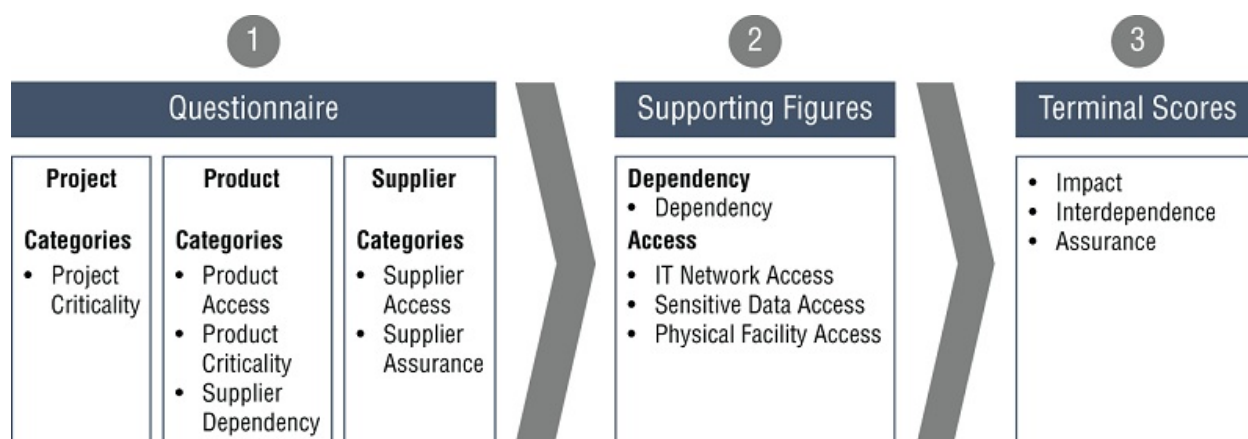 1
Questionnaire
Project
Categories
• Project
Criticality
Product
Categories
• Product
Access
• Product
Criticality
• Supplier
Dependency
Supplier
Categories
• Supplier
Access
• Supplier
Assurance
2
Supporting Figures
Dependency
• Dependency
Access
• IT Network Access
• Sensitive Data Access
• Physical Facility Access
3
Terminal Scores
• Impact
• Interdependence
• Assurance